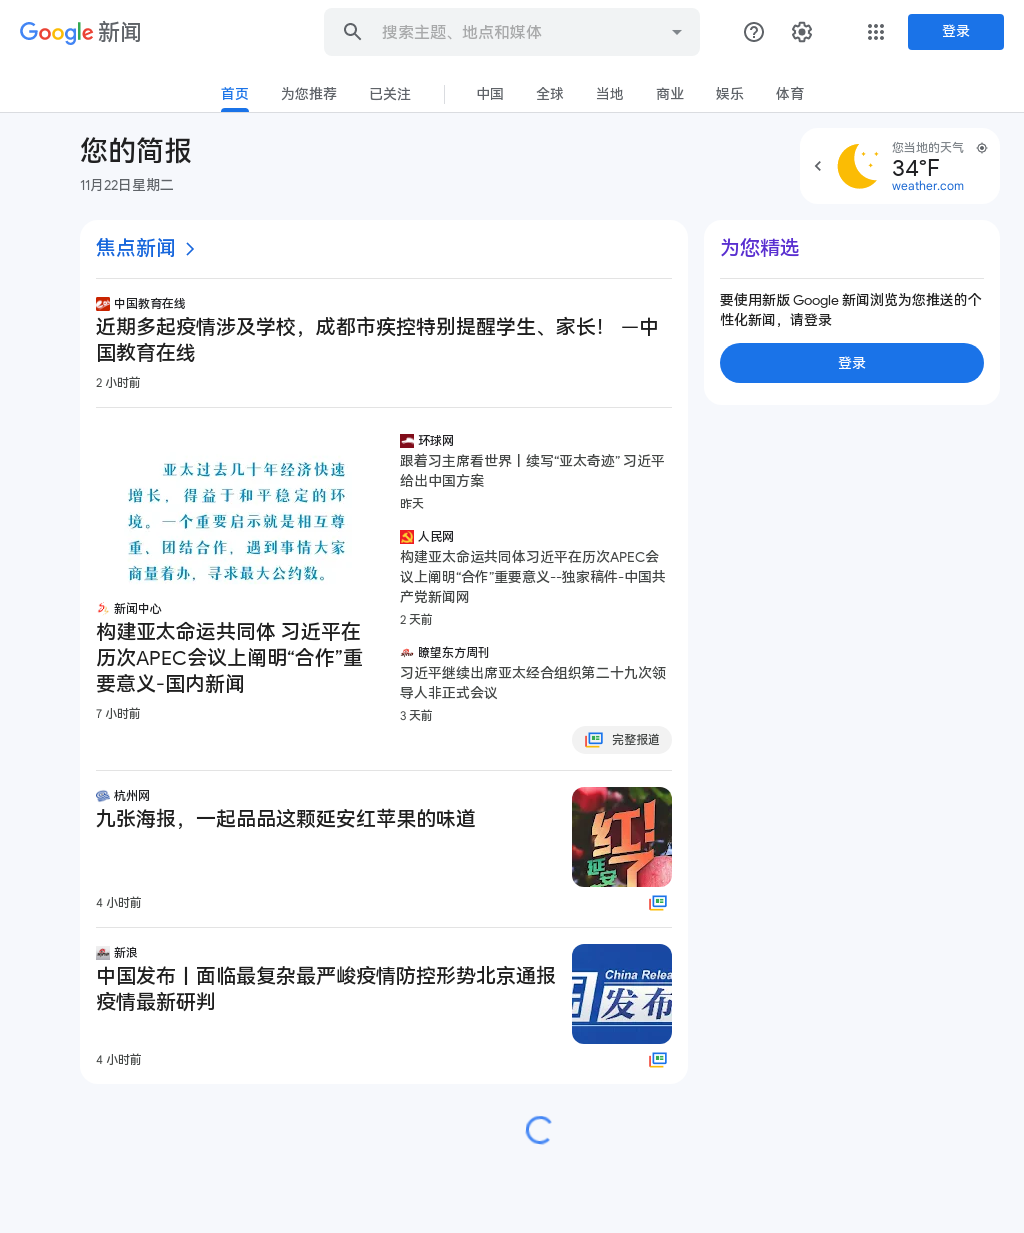 Google 新闻
搜索主题、地点和媒体
登录
首页
为您推荐
已关注
中国
全球
当地
商业
娱乐
体育
您的简报
11月22日星期二
您当地的天气
34°F
weather.com
焦点新闻
中国教育在线
近期多起疫情涉及学校，成都市疾控特别提醒学生、家长！ —中
国教育在线
2 小时前
亚太过去几十年经济快速
增长，得益于和平稳定的环
境。一个重要启示就是相互尊
重、团结合作，遇到事情大家
商量着办，寻求最大公约数。
新闻中心
构建亚太命运共同体 习近平在
历次APEC会议上阐明“合作”重
要意义-国内新闻
7 小时前
环球网
跟着习主席看世界丨续写“亚太奇迹” 习近平
给出中国方案
昨天
人民网
构建亚太命运共同体习近平在历次APEC会
议上阐明“合作”重要意义--独家稿件-中国共
产党新闻网
2 天前
瞭望东方周刊
习近平继续出席亚太经合组织第二十九次领
导人非正式会议
3 天前
完整报道
杭州网
九张海报，一起品品这颗延安红苹果的味道
红
延安
4 小时前
新浪
中国发布丨面临最复杂最严峻疫情防控形势北京通报
疫情最新研判
China Relea
国发布
4 小时前
为您精选
要使用新版 Google 新闻浏览为您推送的个
性化新闻，请登录
登录